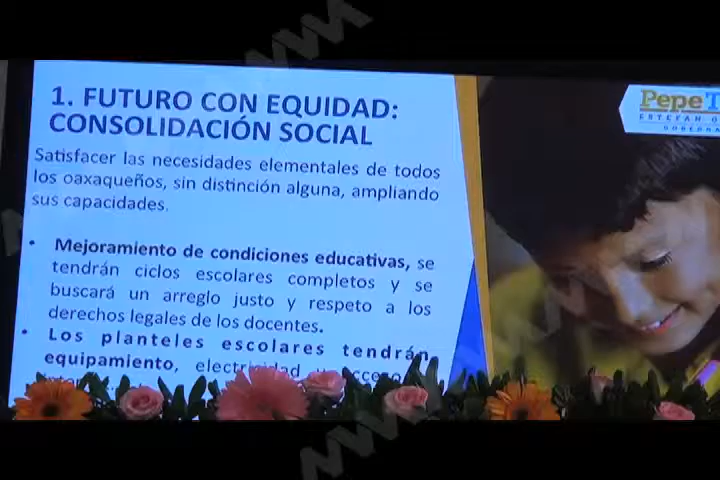 1. FUTURO CON EQUIDAD:
CONSOLIDACIÓN SOCIAL
Satisfacer las necesidades elementales de todos
los oaxaqueños, sin distinción alguna, ampliando
sus capacidades.
• Mejoramiento de condiciones educativas, se
tendrán ciclos escolares completos y se
buscará un arreglo justo y respeto a los
derechos legales de los docentes.
• Los planteles escolares tendrán
equipamiento, electricidad y
Pepe T
ESTEFAN